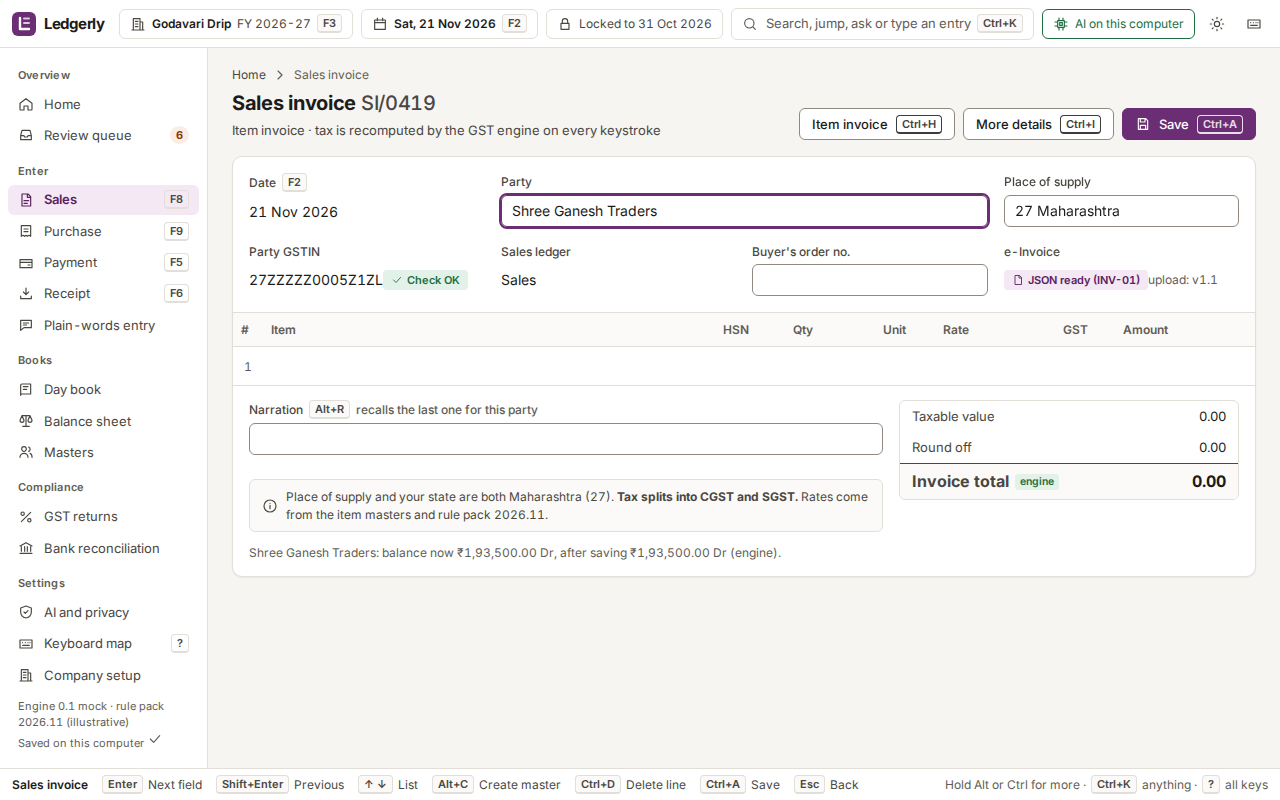 Ledgerly
Godavari Drip FY 2026-27 F3
Sat, 21 Nov 2026 F2
Locked to 31 Oct 2026
Search, jump, ask or type an entry Ctrl+K
AI on this computer
Overview
Home
Review queue 6
Enter
Sales F8
Purchase F9
Payment F5
Receipt F6
Plain-words entry
Books
Day book
Balance sheet
Masters
Compliance
GST returns
Bank reconciliation
Settings
AI and privacy
Keyboard map ?
Company setup
Engine 0.1 mock · rule pack
2026.11 (illustrative)
Saved on this computer
Home > Sales invoice
Sales invoice SI/0419
Item invoice · tax is recomputed by the GST engine on every keystroke
Item invoice Ctrl+H
More details Ctrl+I
Save Ctrl+A
Date F2
Party
Place of supply
21 Nov 2026
Shree Ganesh Traders
27 Maharashtra
Party GSTIN
Sales ledger
Buyer's order no.
e-Invoice
27ZZZZZ0005Z1ZL Check OK
Sales
JSON ready (INV-01) upload: v1.1
# Item HSN Qty Unit Rate GST Amount
1
Narration Alt+R recalls the last one for this party
Taxable value 0.00
Round off 0.00
Invoice total engine 0.00
Place of supply and your state are both Maharashtra (27). Tax splits into CGST and SGST. Rates come
from the item masters and rule pack 2026.11.
Shree Ganesh Traders: balance now ₹1,93,500.00 Dr, after saving ₹1,93,500.00 Dr (engine).
Sales invoice Enter Next field Shift+Enter Previous ↑ ↓ List Alt+C Create master Ctrl+D Delete line Ctrl+A Save Esc Back
Hold Alt or Ctrl for more · Ctrl+K anything · ? all keys